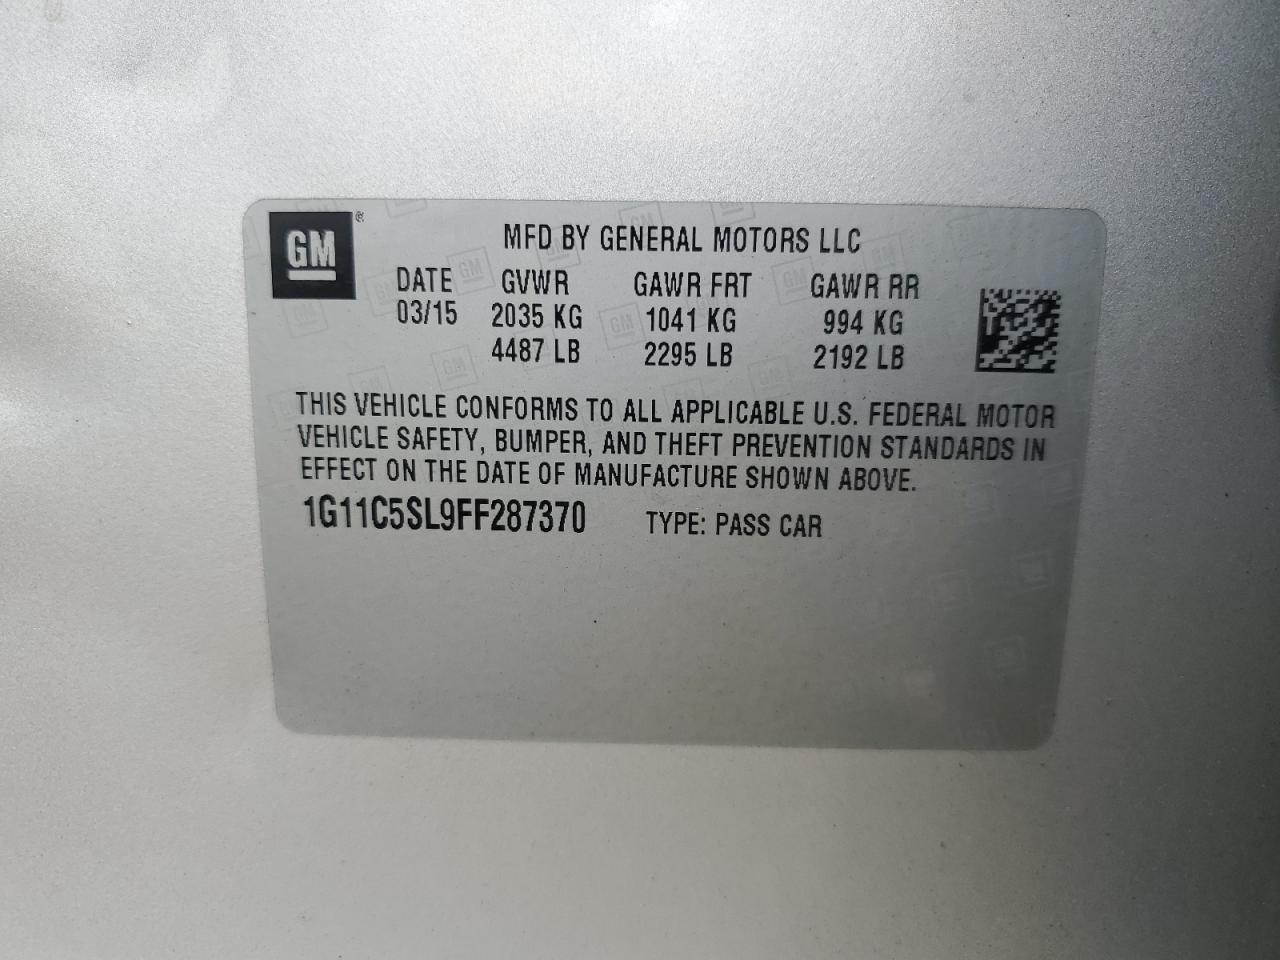 GM ®
MFD BY GENERAL MOTORS LLC
DATE GVWR GAWR FRT GAWR RR
03/15 2035 KG 1041 KG 994 KG
4487 LB 2295 LB 2192 LB
THIS VEHICLE CONFORMS TO ALL APPLICABLE U.S. FEDERAL MOTOR
VEHICLE SAFETY, BUMPER, AND THEFT PREVENTION STANDARDS IN
EFFECT ON THE DATE OF MANUFACTURE SHOWN ABOVE.
1G11C5SL9FF287370 TYPE: PASS CAR